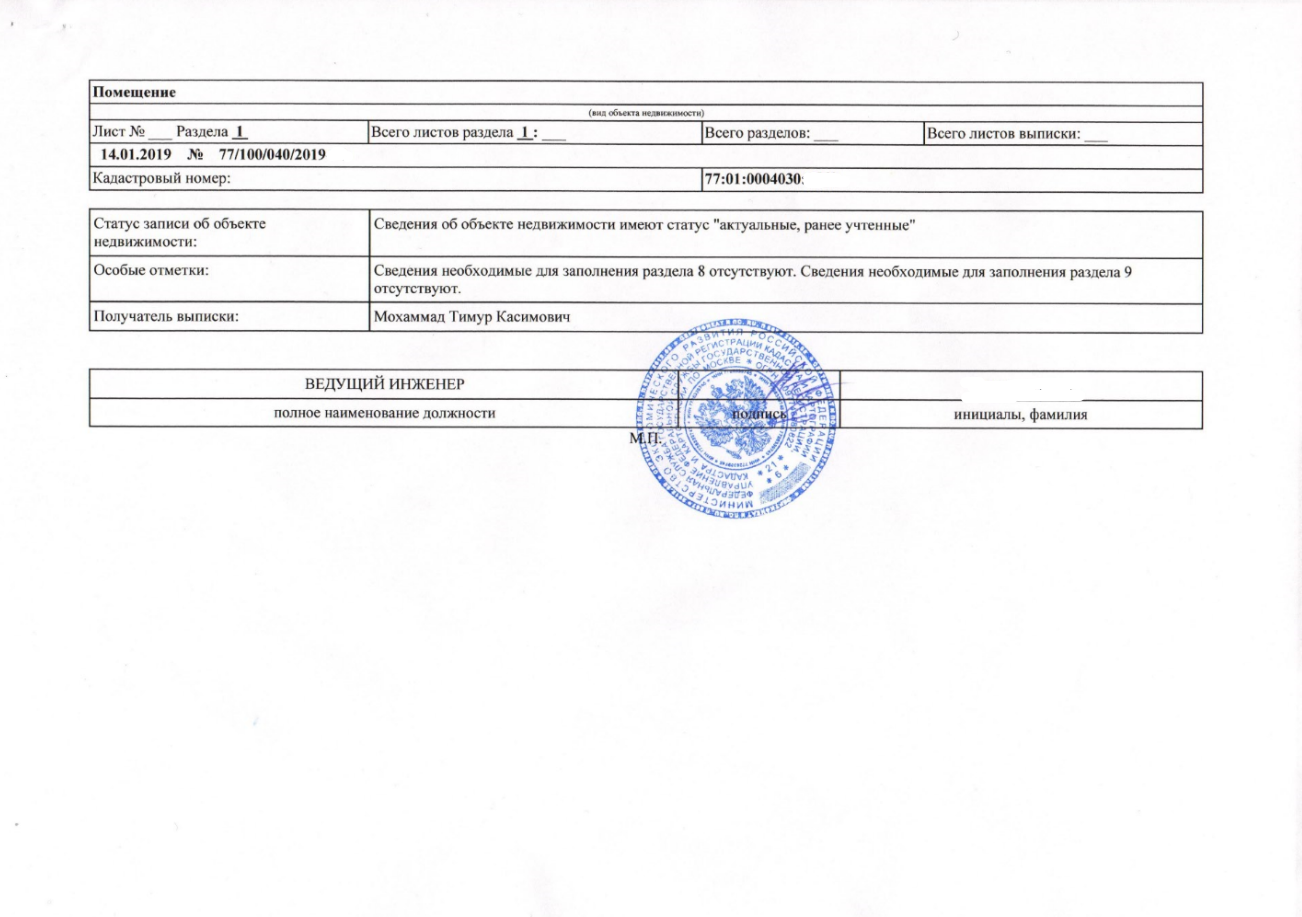 Помещение
(вид объекта недвижимости)
Лист № ___ Раздела 1 Всего листов раздела 1 : ___ Всего разделов: ___ Всего листов выписки: ___
14.01.2019 № 77/100/040/2019
Кадастровый номер: 77:01:0004030:
Статус записи об объекте
недвижимости:
Сведения об объекте недвижимости имеют статус "актуальные, ранее учтенные"
Особые отметки:
Сведения необходимые для заполнения раздела 8 отсутствуют. Сведения необходимые для заполнения раздела 9
отсутствуют.
Получатель выписки: Мохаммад Тимур Касимович
ВЕДУЩИЙ ИНЖЕНЕР
полное наименование должности подпись инициалы, фамилия
М.П.
МИНИСТЕРСТВО ЭКОНОМИЧЕСКОГО РАЗВИТИЯ РОССИЙСКОЙ ФЕДЕРАЦИИ
ФЕДЕРАЛЬНАЯ СЛУЖБА ГОСУДАРСТВЕННОЙ РЕГИСТРАЦИИ КАДАСТРА И КАРТОГРАФИИ
УПРАВЛЕНИЕ ФЕДЕРАЛЬНОЙ СЛУЖБЫ ГОСУДАРСТВЕННОЙ РЕГИСТРАЦИИ
КАДАСТРА И КАРТОГРАФИИ ПО МОСКВЕ * ОГРН
* 21 *
* 6 *